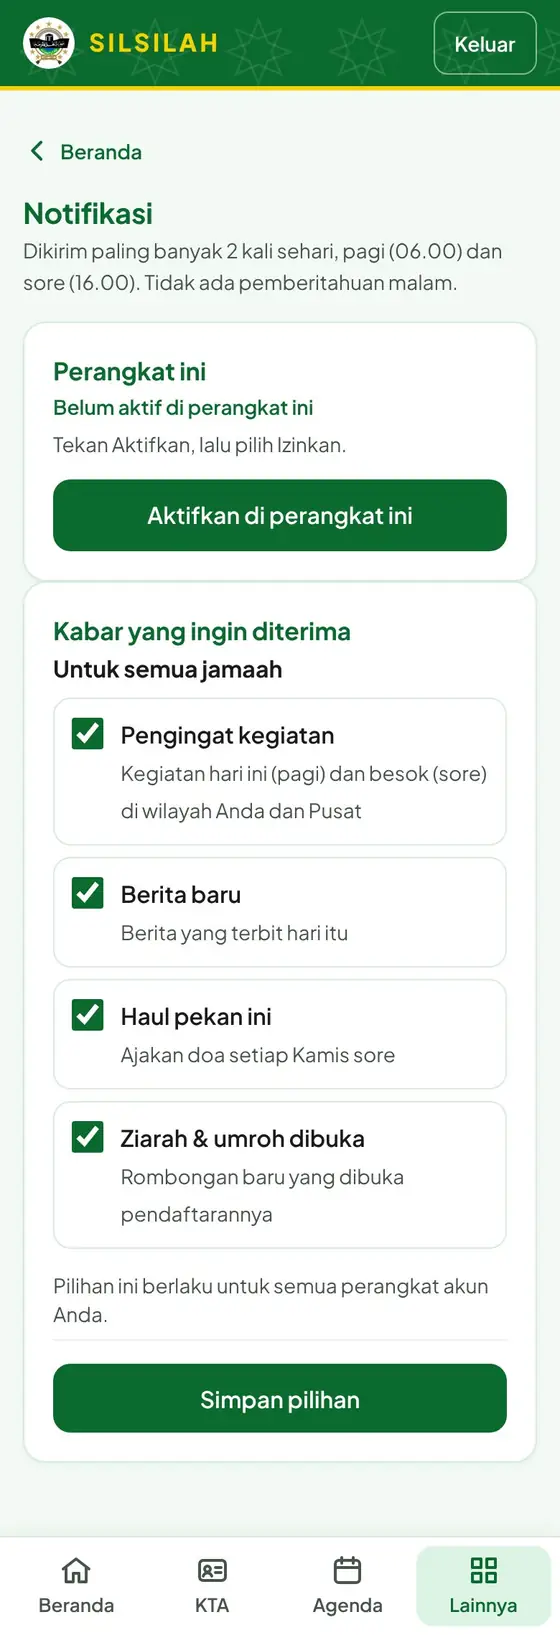 SILSILAH
Keluar
Beranda
Notifikasi
Dikirim paling banyak 2 kali sehari, pagi (06.00) dan
sore (16.00). Tidak ada pemberitahuan malam.
Perangkat ini
Belum aktif di perangkat ini
Tekan Aktifkan, lalu pilih Izinkan.
Aktifkan di perangkat ini
Kabar yang ingin diterima
Untuk semua jamaah
Pengingat kegiatan
Kegiatan hari ini (pagi) dan besok (sore)
di wilayah Anda dan Pusat
Berita baru
Berita yang terbit hari itu
Haul pekan ini
Ajakan doa setiap Kamis sore
Ziarah & umroh dibuka
Rombongan baru yang dibuka
pendaftarannya
Pilihan ini berlaku untuk semua perangkat akun
Anda.
Simpan pilihan
Beranda
KTA
Agenda
Lainnya